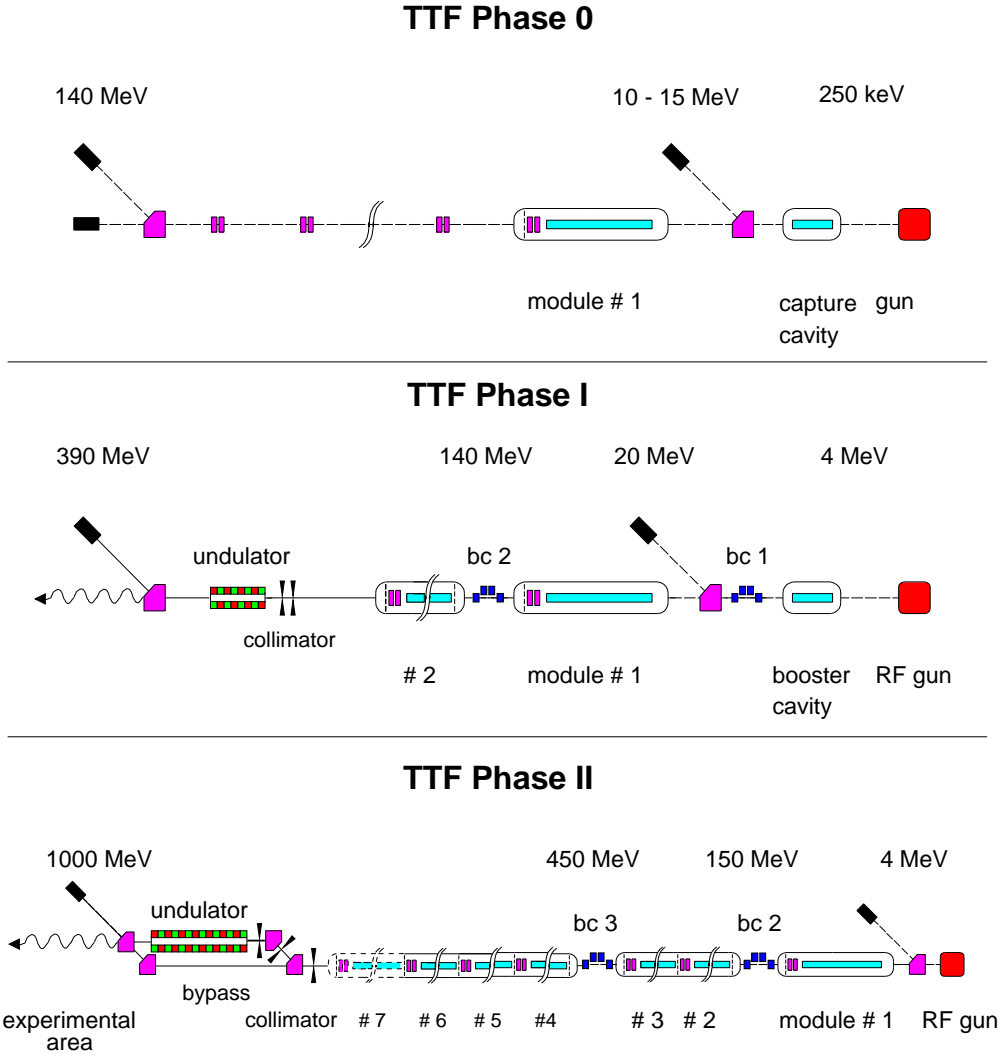 TTF Phase 0
140 MeV 10 - 15 MeV 250 keV
module # 1 capture gun
cavity
TTF Phase I
390 MeV 140 MeV 20 MeV 4 MeV
undulator bc 2 bc 1
collimator
# 2 module # 1 booster RF gun
cavity
TTF Phase II
1000 MeV 450 MeV 150 MeV 4 MeV
undulator bc 3 bc 2
bypass
experimental collimator # 7 # 6 # 5 #4 # 3 # 2 module # 1 RF gun
area